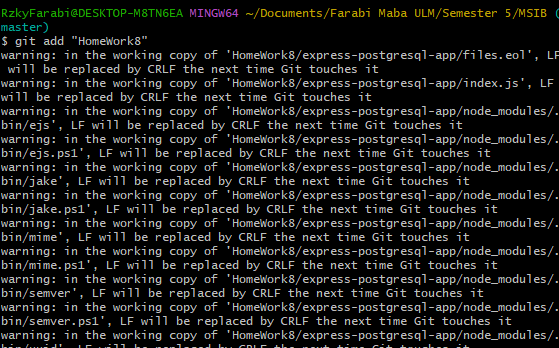 RzkyFarabi@DESKTOP-M8TN6EA MINGW64 ~/Documents/Farabi Maba ULM/Semester 5/MSIB (
master)
$ git add "HomeWork8"
warning: in the working copy of 'HomeWork8/express-postgresql-app/files.eol', LF
 will be replaced by CRLF the next time Git touches it
warning: in the working copy of 'HomeWork8/express-postgresql-app/index.js', LF
will be replaced by CRLF the next time Git touches it
warning: in the working copy of 'HomeWork8/express-postgresql-app/node_modules/.
bin/ejs', LF will be replaced by CRLF the next time Git touches it
warning: in the working copy of 'HomeWork8/express-postgresql-app/node_modules/.
bin/ejs.ps1', LF will be replaced by CRLF the next time Git touches it
warning: in the working copy of 'HomeWork8/express-postgresql-app/node_modules/.
bin/jake', LF will be replaced by CRLF the next time Git touches it
warning: in the working copy of 'HomeWork8/express-postgresql-app/node_modules/.
bin/jake.ps1', LF will be replaced by CRLF the next time Git touches it
warning: in the working copy of 'HomeWork8/express-postgresql-app/node_modules/.
bin/mime', LF will be replaced by CRLF the next time Git touches it
warning: in the working copy of 'HomeWork8/express-postgresql-app/node_modules/.
bin/mime.ps1', LF will be replaced by CRLF the next time Git touches it
warning: in the working copy of 'HomeWork8/express-postgresql-app/node_modules/.
bin/semver', LF will be replaced by CRLF the next time Git touches it
warning: in the working copy of 'HomeWork8/express-postgresql-app/node_modules/.
bin/semver.ps1', LF will be replaced by CRLF the next time Git touches it
warning: in the working copy of 'HomeWork8/express-postgresql-app/node_modules/.
bin/uuid', LF will be replaced by CRLF the next time Git touches it